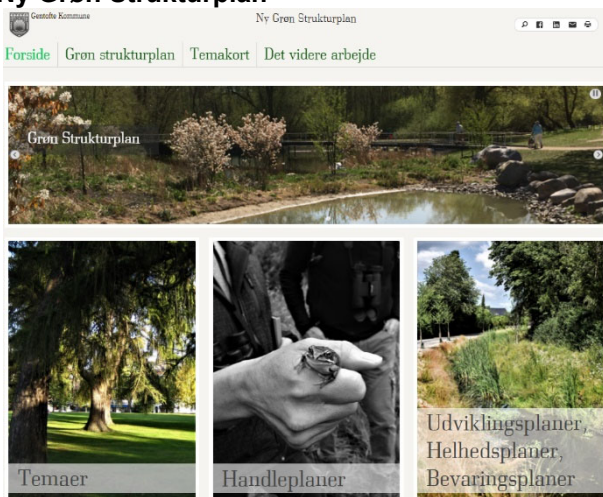 Ny Grøn Strukturplan
Gentofte Kommune
Ny Grøn Strukturplan
Forside
Grøn strukturplan
Temakort
Det videre arbejde
Grøn Strukturplan
Temaer
Handleplaner
Udviklingsplaner,
Helhedsplaner,
Bevaringsplaner